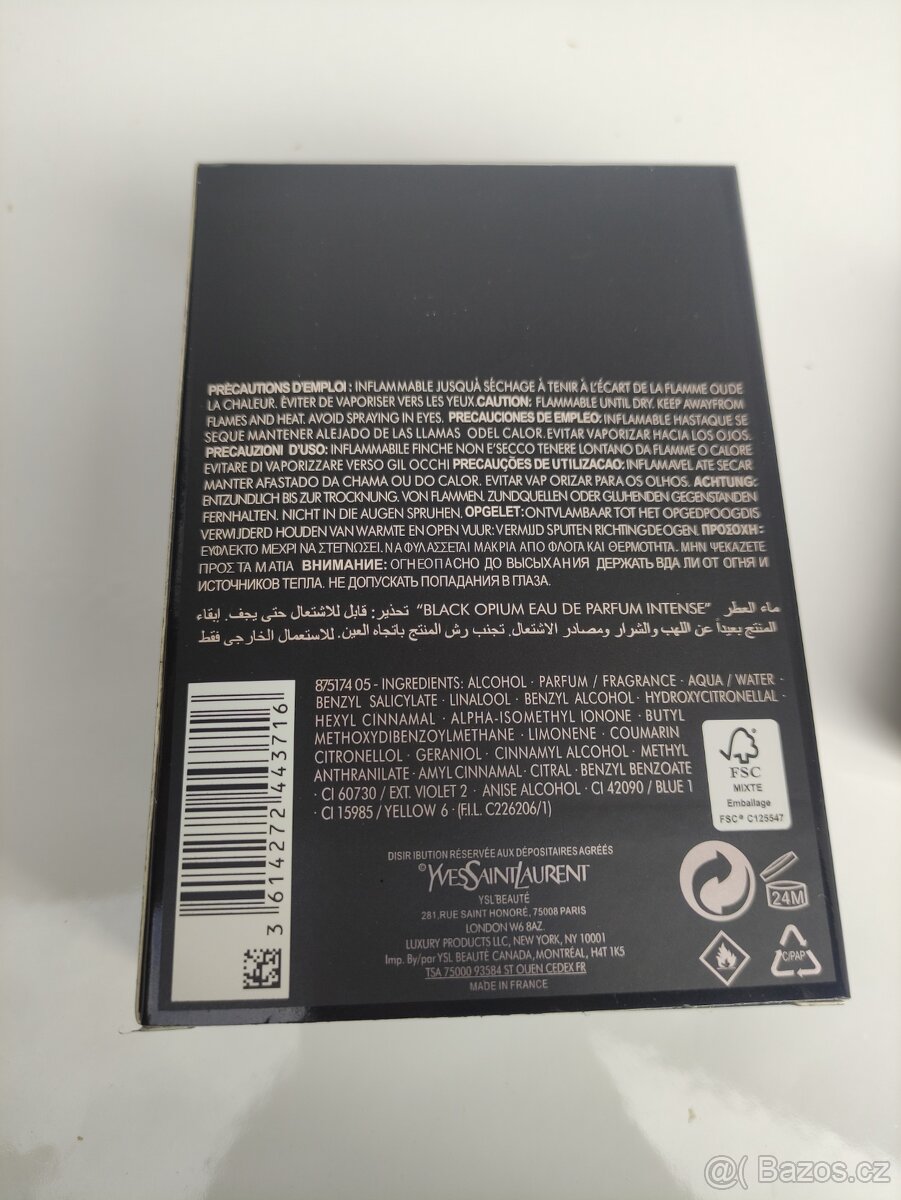 PRÉCAUTIONS D'EMPLOI : INFLAMMABLE JUSQUÀ SÉCHAGE À TENIR À L'ÉCART DE LA FLAMME OU DE
LA CHALEUR. ÉVITER DE VAPORISER VERS LES YEUX. CAUTION: FLAMMABLE UNTIL DRY. KEEP AWAYFROM
FLAMES AND HEAT. AVOID SPRAYING IN EYES. PRECAUCIONES DE EMPLÉO: INFLAMABLE HASTAQUE SE
SEQUE MANTENER ALEJADO DE LAS LLAMAS ODEL CALOR. EVITAR VAPORIZAR HACIA LOS OJOS.
PRECAUZIONI D'USO: INFLAMMABILE FINCHE NON E'SECCO TENERE LONTANO DA FLAMME O CALORE
EVITARE DI VAPORIZZARE VERSO GIL OCCHI PRECAUÇÕES DE UTILIZACAO: INFLAMAVEL ATE SECAR
MANTER AFASTADO DA CHAMA OU DO CALOR. EVITAR VAP ORIZAR PARA OS OLHOS. ACHTUNG:
ENTZUNDLICH BIS ZUR TROCKNUNG. VON FLAMMEN. ZUNDQUELLEN ODER GLUHENDEN GEGENSTANDEN
FERNHALTEN. NICHT IN DIE AUGEN SPRUHEN. OPGELET: ONTVLAMBAAR TOT HET OPGEDPOOGDIS
VERWIJDERD HOUDEN VAN WARMTE EN OPEN VUUR: VERMIJD SPUITEN RICHTINGDEOGEN. ΠΡΟΣΟΧΗ:
ΕΥΦΛΕΚΤΟ ΜΕΧΡΙ ΝΑ ΣΤΕΓΝΩΣΕΙ. ΝΑ ΦΥΛΑΣΣΕΤΑΙ ΜΑΚΡΙΑ ΑΠΟ ΦΛΟΓΑ ΚΑΙ ΘΕΡΜΟΤΗΤΑ. ΜΗΝ ΨΕΚΑΖΕΤΕ
ΠΡΟΣ ΤΑ ΜΑΤΙΑ ВНИМАНИЕ: ОГНЕОПАСНО ДО ВЫСЫХАНИЯ ДЕРЖАТЬ ВДА ЛИ ОТ ОГНЯ И
ИСТОЧНИКОВ ТЕПЛА. НЕ ДОПУСКАТЬ ПОПАДАНИЯ В ГЛАЗА.
ماء العطر "BLACK OPIUM EAU DE PARFUM INTENSE" تحذير: قابل للاشتعال حتى يجف. إبقاء
المنتج بعيداً عن اللهب والشرار ومصادر الاشتعال. تجنب رش المنتج باتجاه العين. للاستعمال الخارجي فقط
875174 05 - INGREDIENTS: ALCOHOL · PARFUM / FRAGRANCE · AQUA / WATER ·
BENZYL SALICYLATE · LINALOOL · BENZYL ALCOHOL · HYDROXYCITRONELLAL ·
HEXYL CINNAMAL · ALPHA-ISOMETHYL IONONE · BUTYL
METHOXYDIBENZOYLMETHANE · LIMONENE · COUMARIN
CITRONELLOL · GERANIOL · CINNAMYL ALCOHOL · METHYL
ANTHRANILATE · AMYL CINNAMAL · CITRAL · BENZYL BENZOATE
· CI 60730 / EXT. VIOLET 2 · ANISE ALCOHOL · CI 42090 / BLUE 1
· CI 15985 / YELLOW 6 · (F.I.L. C226206/1)
3 614272 443716
FSC
MIXTE
Emballage
FSC® C125547
DISIR IBUTION RÉSERVÉE AUX DÉPOSITAIRES AGRÉÉS
© YVESSAINTLAURENT
YSL BEAUTÉ
281, RUE SAINT HONORÉ, 75008 PARIS
LONDON W6 8AZ.
LUXURY PRODUCTS LLC, NEW YORK, NY 10001
Imp. By/par YSL BEAUTÉ CANADA, MONTRÉAL, H4T 1K5
TSA 75000 93584 ST OUEN CEDEX FR
MADE IN FRANCE
24M
C/PAP
@( Bazos.cz